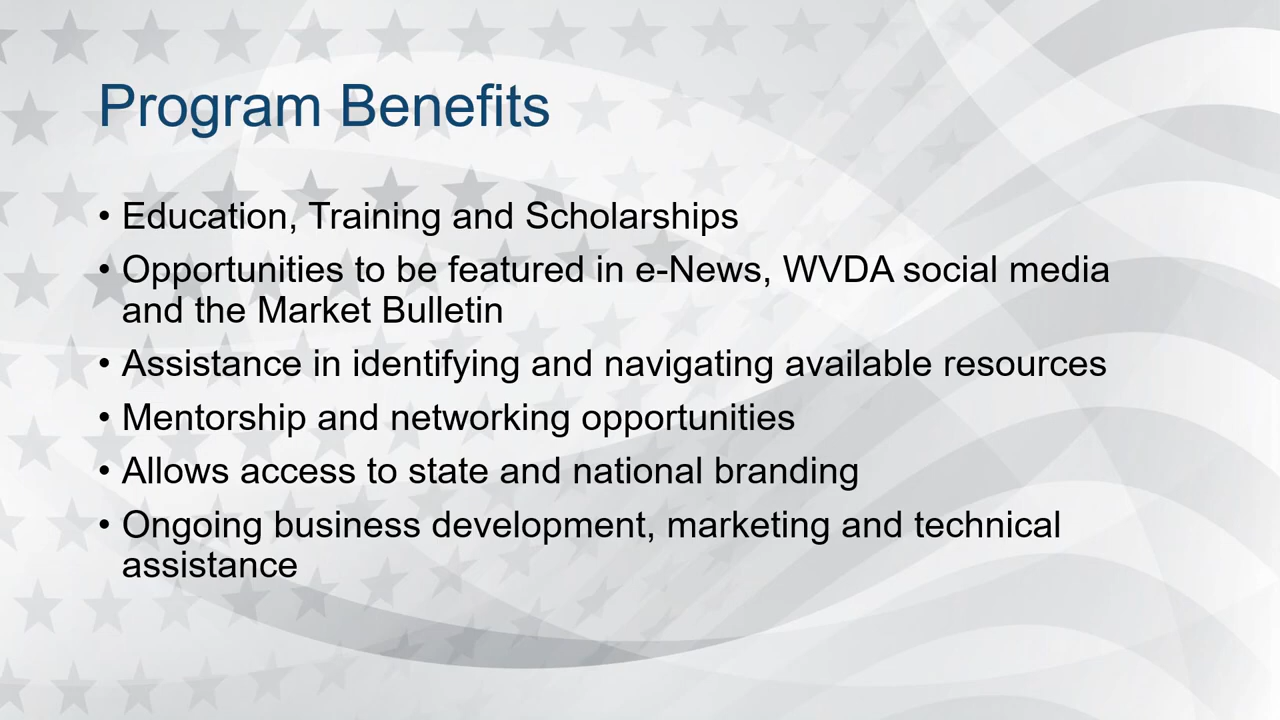 Program Benefits
• Education, Training and Scholarships
• Opportunities to be featured in e-News, WVDA social media
and the Market Bulletin
• Assistance in identifying and navigating available resources
• Mentorship and networking opportunities
• Allows access to state and national branding
• Ongoing business development, marketing and technical
assistance